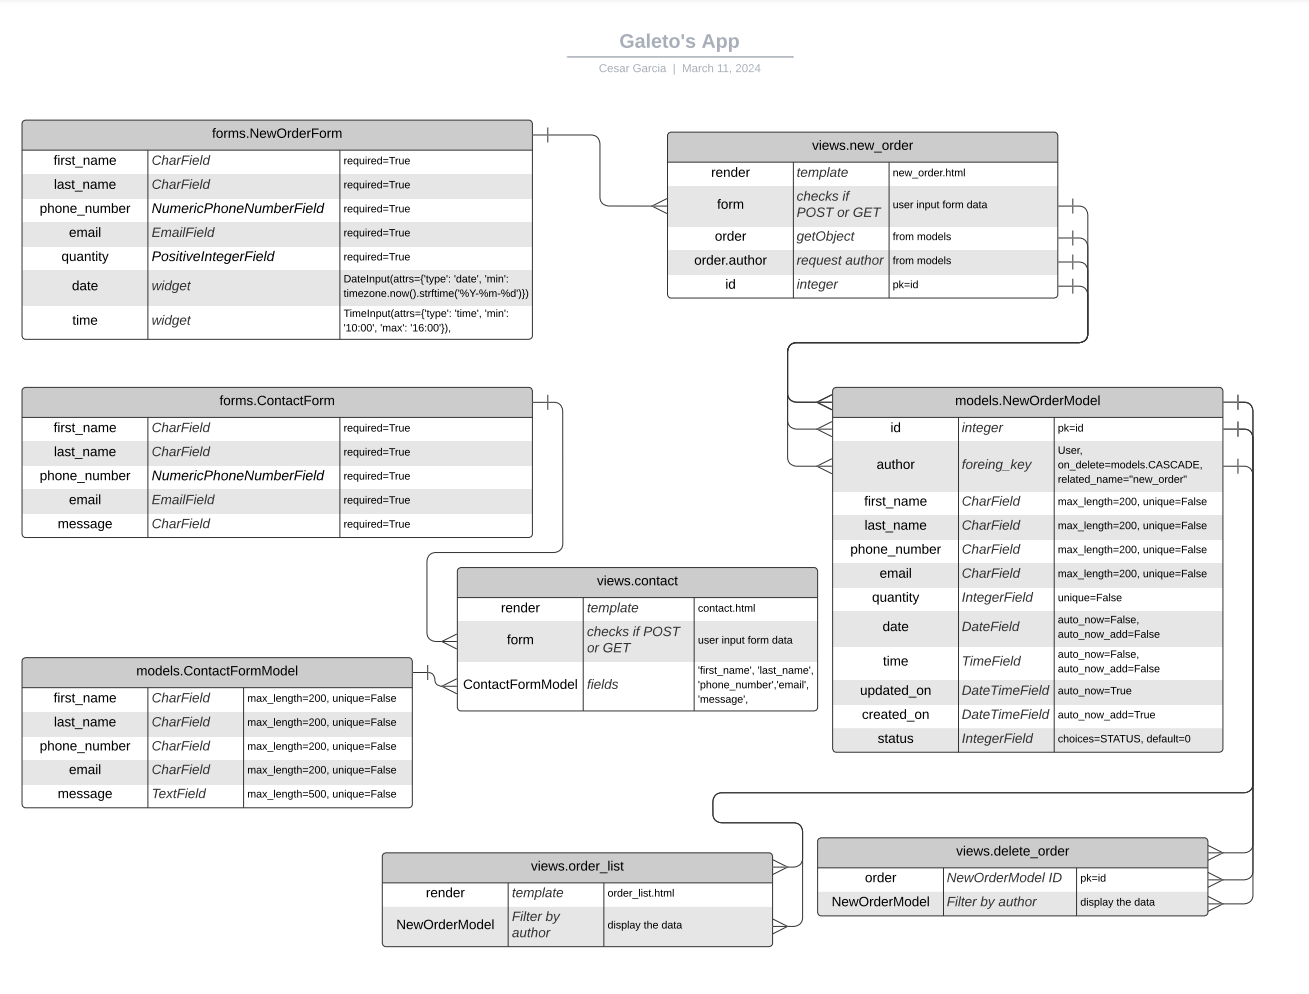 Galeto's App
Cesar Garcia | March 11, 2024
forms.NewOrderForm
first_name CharField required=True
last_name CharField required=True
phone_number NumericPhoneNumberField required=True
email EmailField required=True
quantity PositiveIntegerField required=True
date widget DateInput(attrs={'type': 'date', 'min':
timezone.now().strftime('%Y-%m-%d')})
time widget TimeInput(attrs={'type': 'time', 'min':
'10:00', 'max': '16:00'}),
views.new_order
render template new_order.html
form checks if
POST or GET user input form data
order getObject from models
order.author request author from models
id integer pk=id
forms.ContactForm
first_name CharField required=True
last_name CharField required=True
phone_number NumericPhoneNumberField required=True
email EmailField required=True
message CharField required=True
models.NewOrderModel
id integer pk=id
author foreing_key User,
on_delete=models.CASCADE,
related_name="new_order"
first_name CharField max_length=200, unique=False
last_name CharField max_length=200, unique=False
phone_number CharField max_length=200, unique=False
email CharField max_length=200, unique=False
quantity IntegerField unique=False
date DateField auto_now=False,
auto_now_add=False
time TimeField auto_now=False,
auto_now_add=False
updated_on DateTimeField auto_now=True
created_on DateTimeField auto_now_add=True
status IntegerField choices=STATUS, default=0
views.contact
render template contact.html
form checks if POST
or GET user input form data
ContactFormModel fields 'first_name', 'last_name',
'phone_number','email',
'message',
models.ContactFormModel
first_name CharField max_length=200, unique=False
last_name CharField max_length=200, unique=False
phone_number CharField max_length=200, unique=False
email CharField max_length=200, unique=False
message TextField max_length=500, unique=False
views.order_list
render template order_list.html
NewOrderModel Filter by
author display the data
views.delete_order
order NewOrderModel ID pk=id
NewOrderModel Filter by author display the data